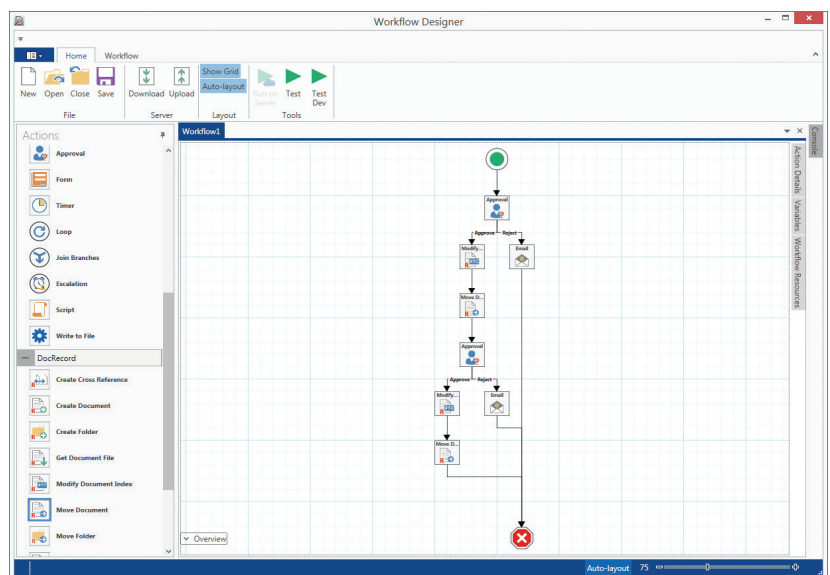 Workflow Designer
Home Workflow
New Open Close Save Download Upload Show Grid Auto-layout Run on Server Test Test Dev
File Server Layout Tools
Actions
Approval
Form
Timer
Loop
Join Branches
Escalation
Script
Write to File
DocRecord
Create Cross Reference
Create Document
Create Folder
Get Document File
Modify Document Index
Move Document
Move Folder
Workflow1
Approval
Approve Reject
Modify... Email
Move D...
Approval
Approve Reject
Modify... Email
Move D...
Overview
Console
Action Details Variables Workflow Resources
Auto-layout 75